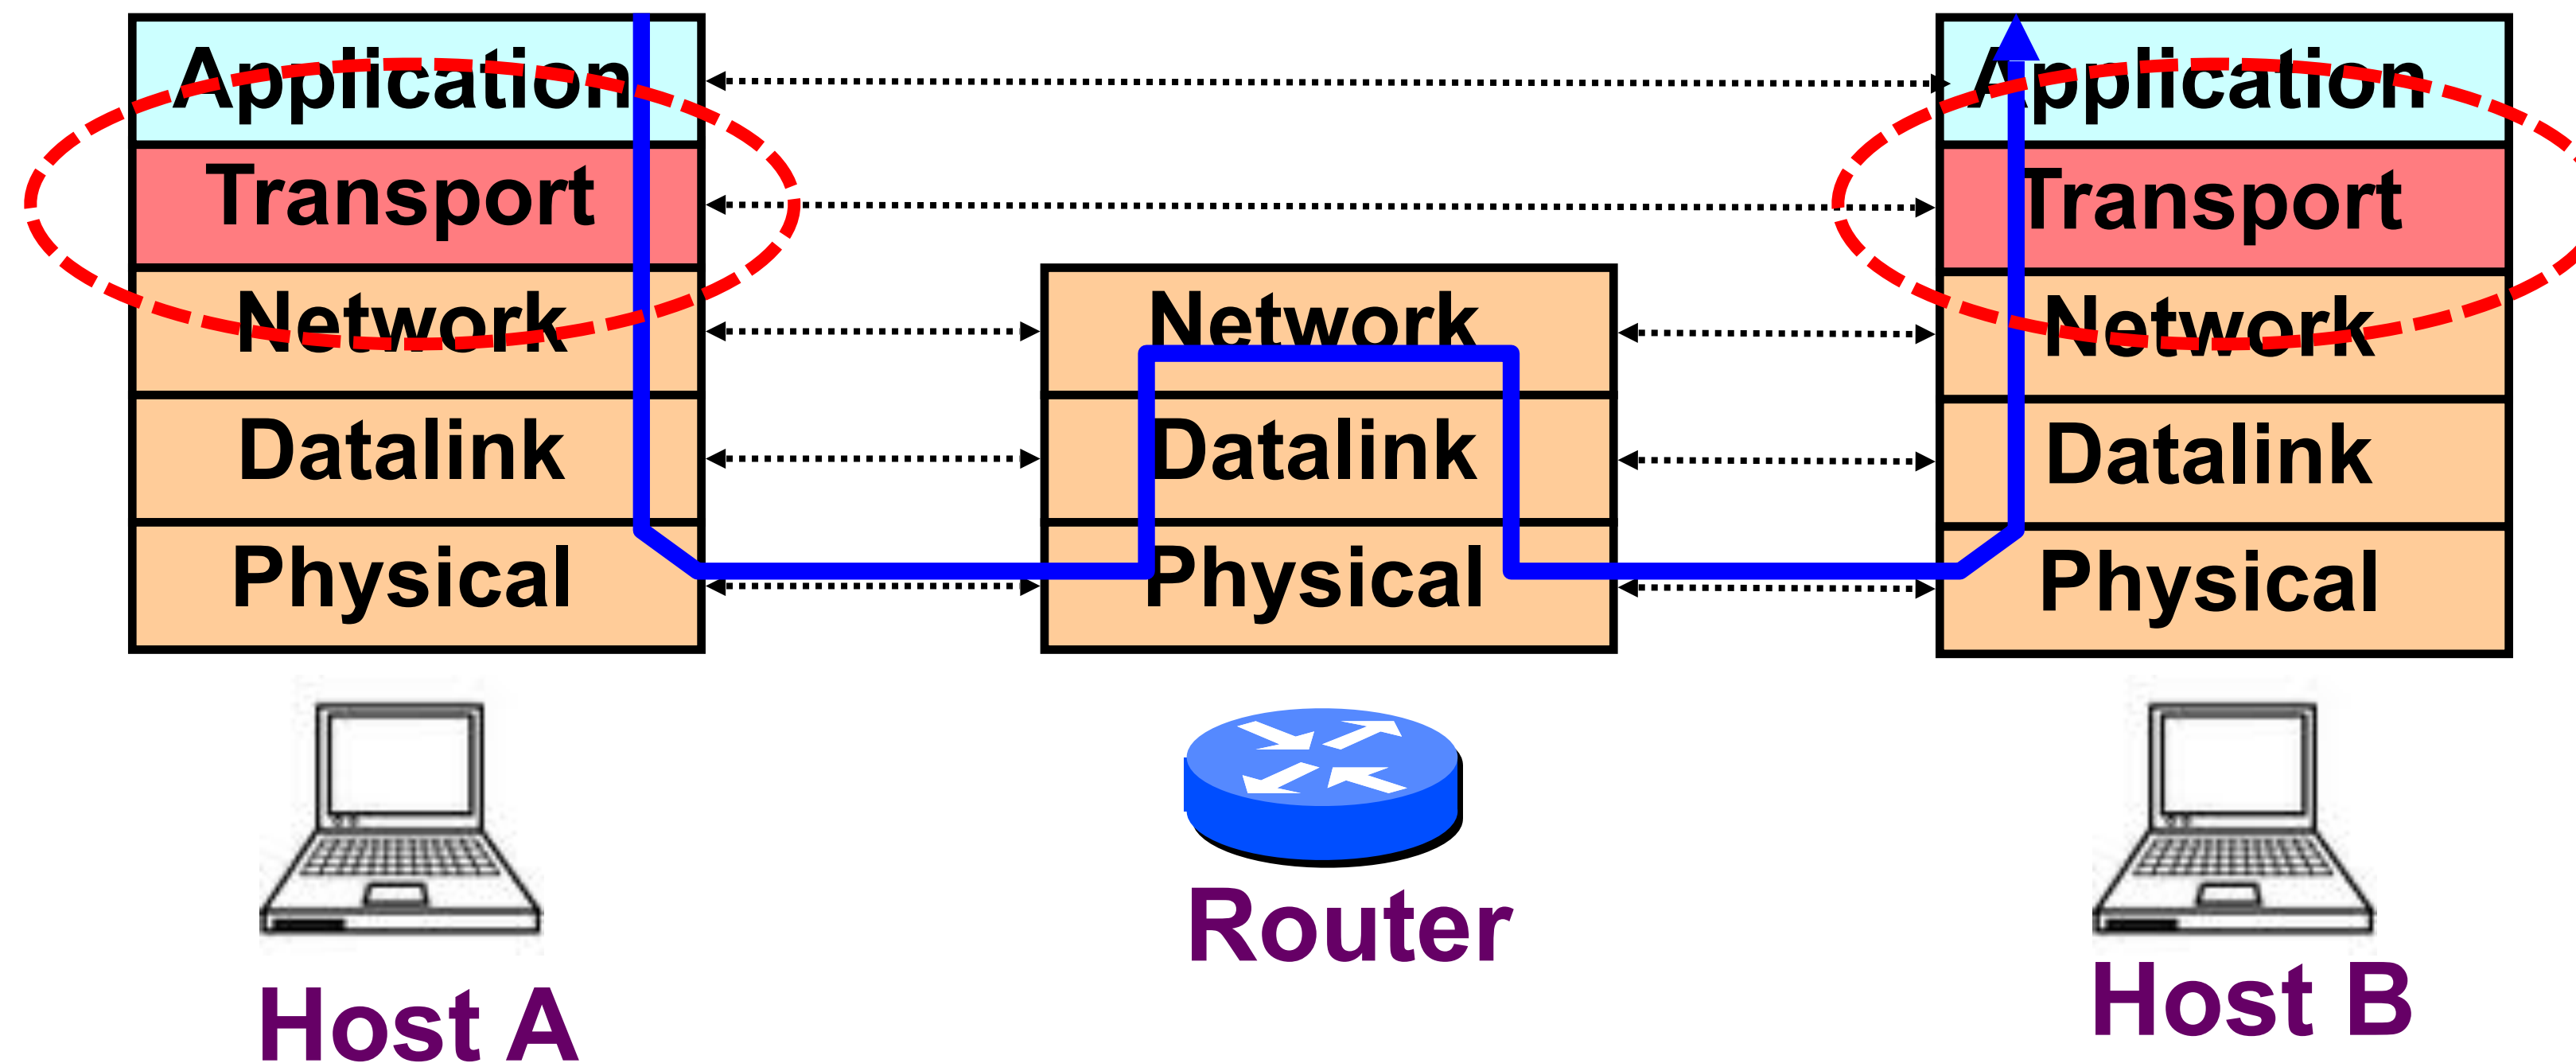 Application
Transport
Network
Datalink
Physical
Host A
Network
Datalink
Physical
Router
Application
Transport
Network
Datalink
Physical
Host B